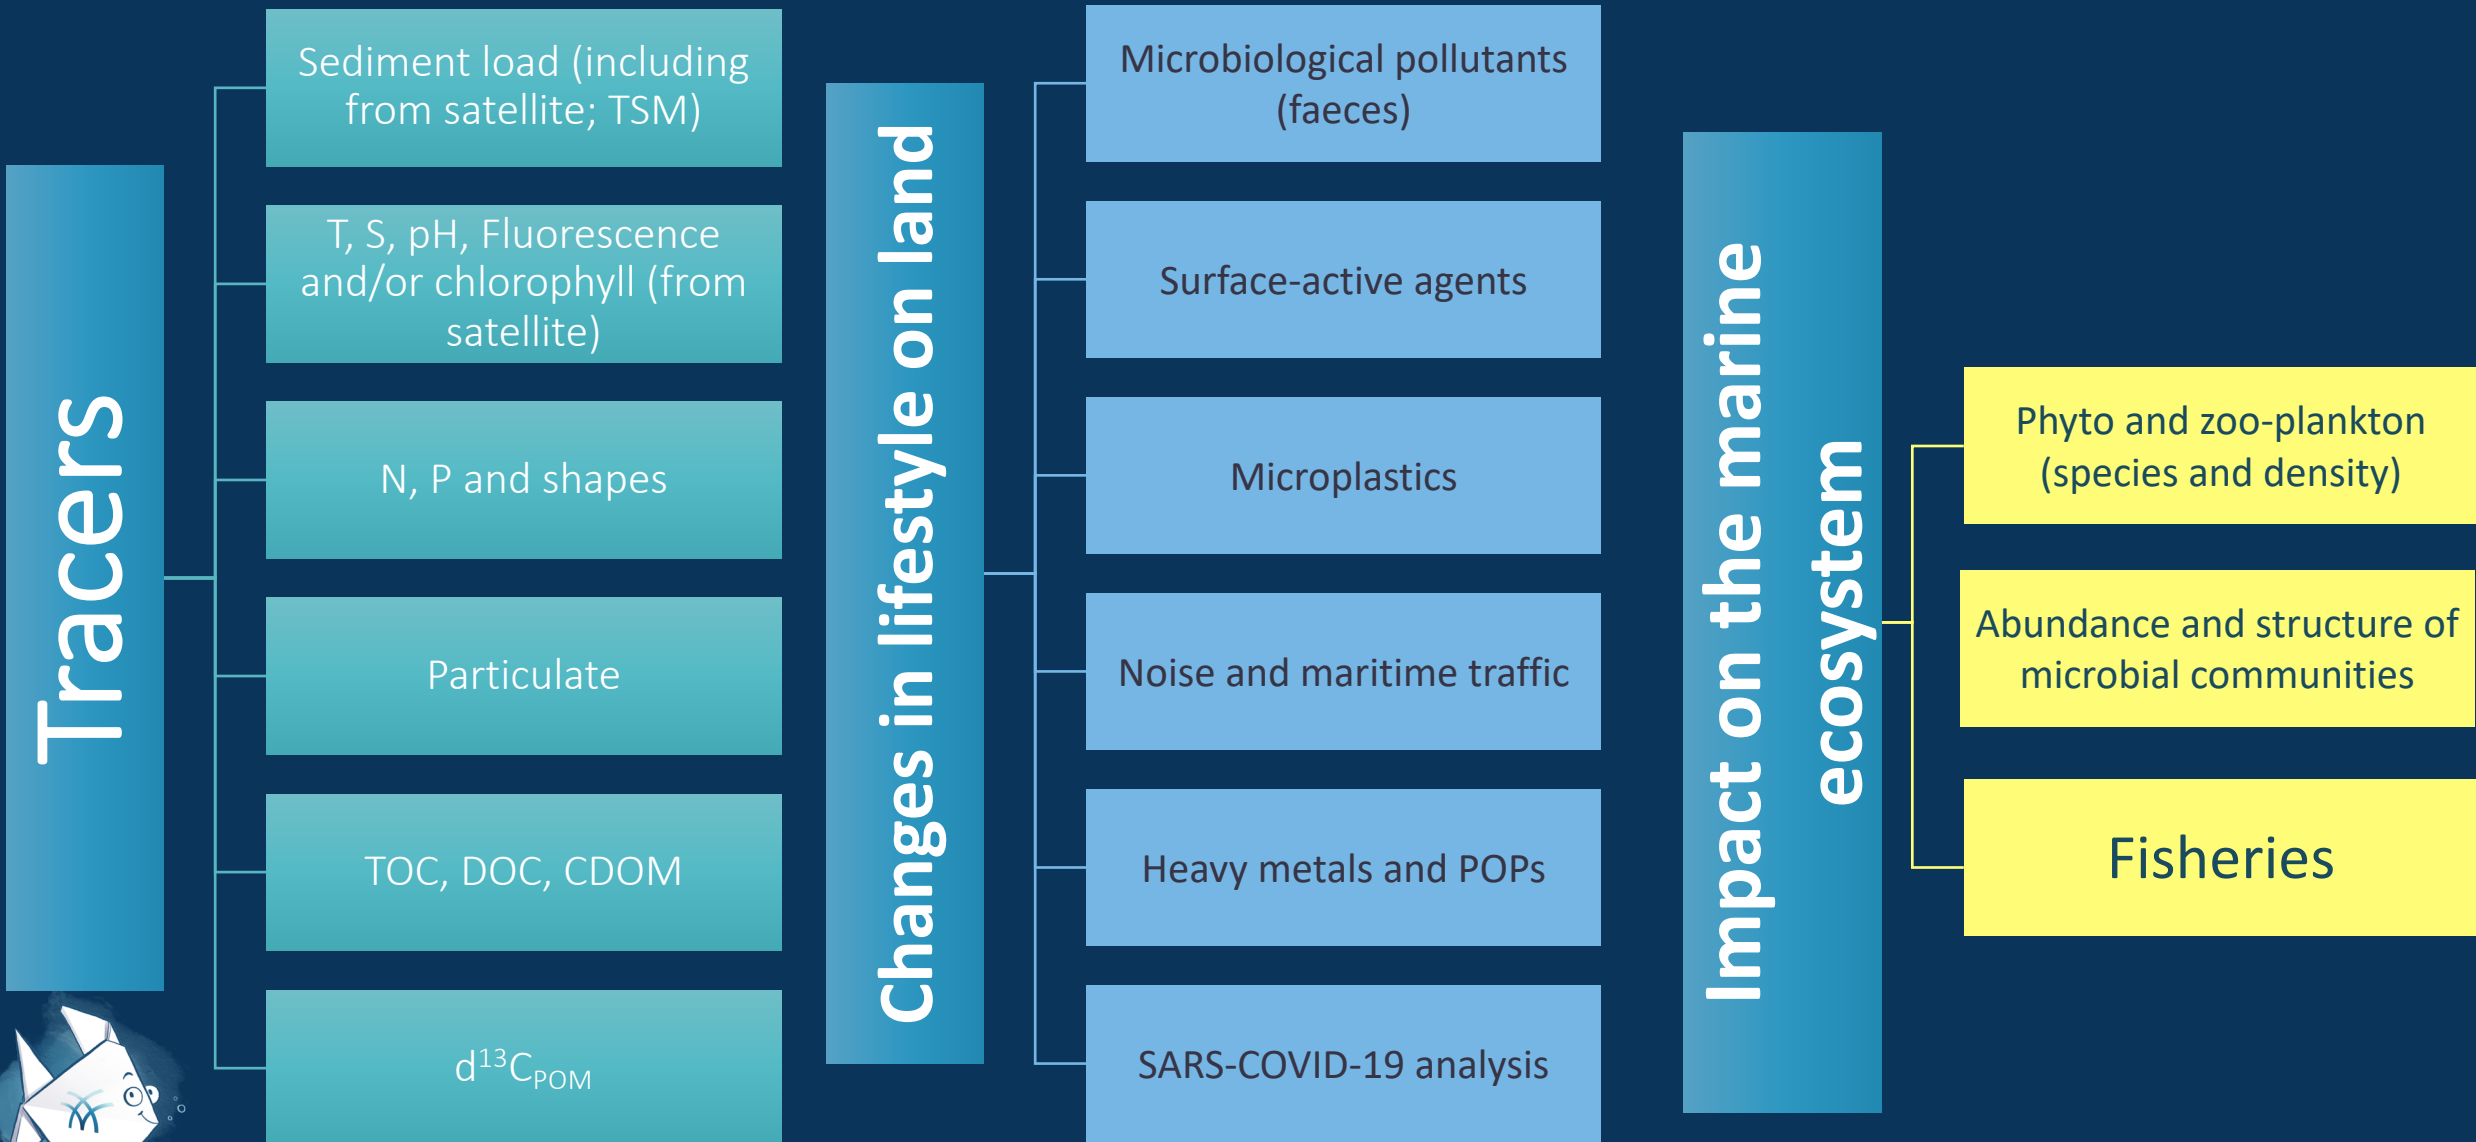 Tracers
Sediment load (including
from satellite; TSM)
T, S, pH, Fluorescence
and/or chlorophyll (from
satellite)
N, P and shapes
Particulate
TOC, DOC, CDOM
d¹³C_POM
Changes in lifestyle on land
Microbiological pollutants
(faeces)
Surface-active agents
Microplastics
Noise and maritime traffic
Heavy metals and POPs
SARS-COVID-19 analysis
Impact on the marine
ecosystem
Phyto and zoo-plankton
(species and density)
Abundance and structure of
microbial communities
Fisheries